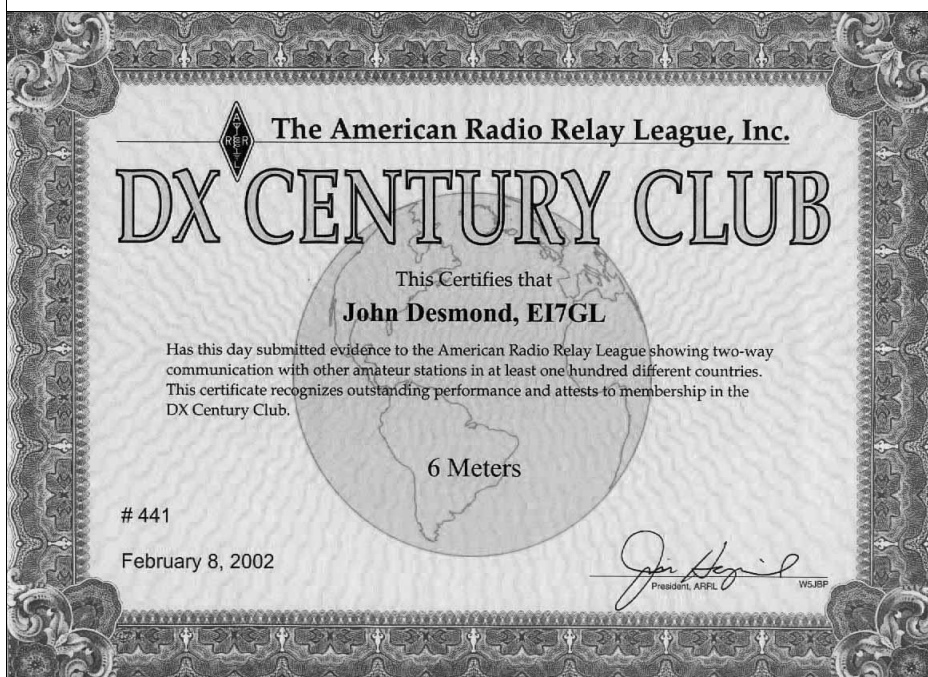 The American Radio Relay League, Inc.
DX CENTURY CLUB
This Certifies that
John Desmond, EI7GL
Has this day submitted evidence to the American Radio Relay League showing two-way
communication with other amateur stations in at least one hundred different countries.
This certificate recognizes outstanding performance and attests to membership in the
DX Century Club.
6 Meters
# 441
February 8, 2002
President, ARRL
W5JBP